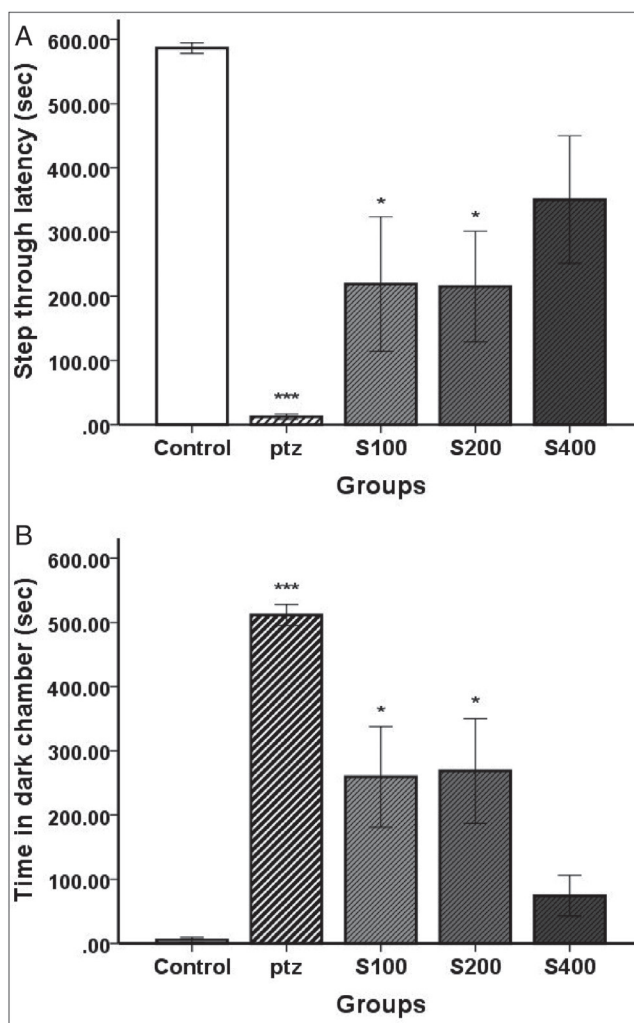 A
Step through latency (sec)
600.00
500.00
400.00
300.00
200.00
100.00
.00
***
*
*
Control ptz S100 S200 S400
Groups
B
Time in dark chamber (sec)
600.00
500.00
400.00
300.00
200.00
100.00
.00
***
*
*
Control ptz S100 S200 S400
Groups